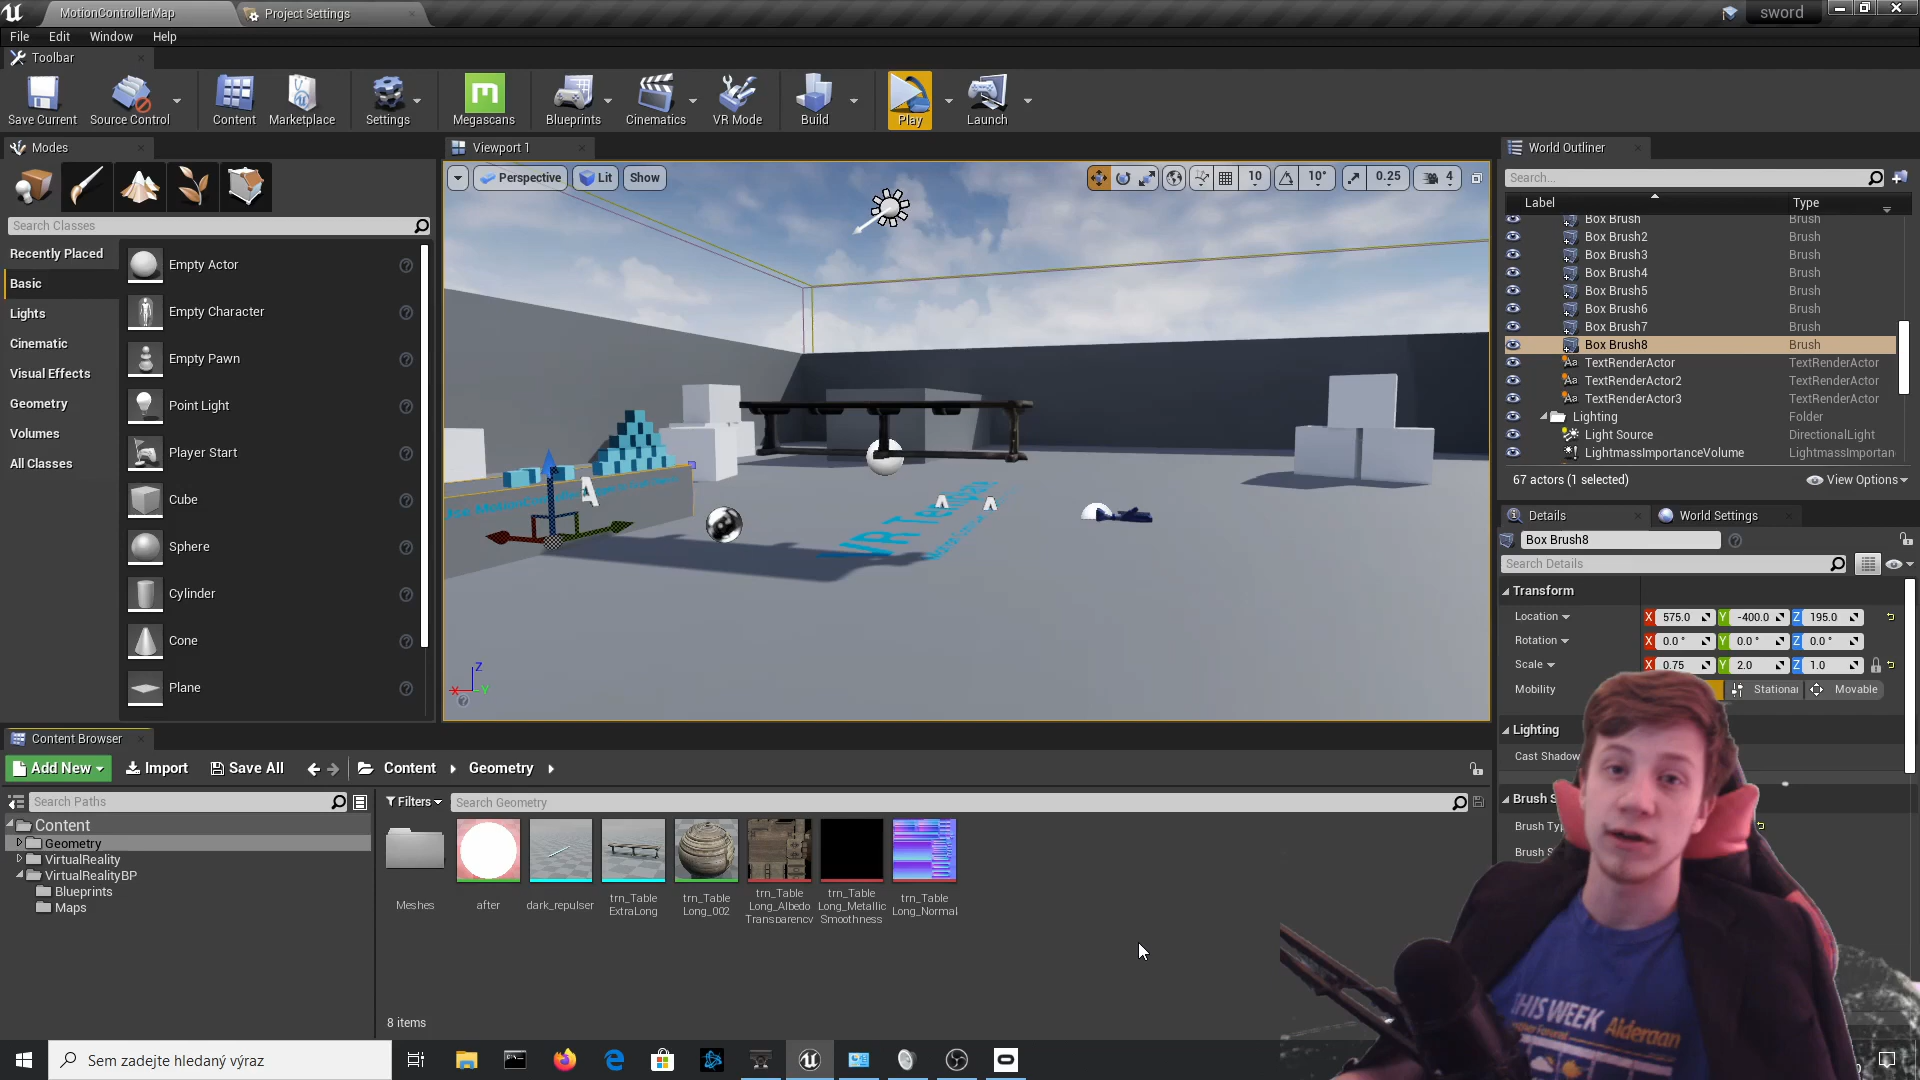 MotionControllerMap
Project Settings
sword
File Edit Window Help
Toolbar
Save Current
Source Control
Content
Marketplace
Settings
Megascans
Blueprints
Cinematics
VR Mode
Build
Play
Launch
Modes
Search Classes
Recently Placed
Basic
Lights
Cinematic
Visual Effects
Geometry
Volumes
All Classes
Empty Actor
Empty Character
Empty Pawn
Point Light
Player Start
Cube
Sphere
Cylinder
Cone
Plane
Viewport 1
Perspective Lit Show
10 10° 0.25 4
World Outliner
Search...
Label Type
Box Brush Brush
Box Brush2 Brush
Box Brush3 Brush
Box Brush4 Brush
Box Brush5 Brush
Box Brush6 Brush
Box Brush7 Brush
Box Brush8 Brush
TextRenderActor TextRenderActor
TextRenderActor2 TextRenderActor
TextRenderActor3 TextRenderActor
Lighting Folder
Light Source DirectionalLight
LightmassImportanceVolume LightmassImportan
67 actors (1 selected) View Options
Details World Settings
Box Brush8
Search Details
Transform
Location X 575.0 Y -400.0 Z 195.0
Rotation X 0.0 ° Y 0.0 ° Z 0.0 °
Scale X 0.75 Y 2.0 Z 1.0
Mobility Stationar Movable
Lighting
Cast Shadow
Brush S
Brush Typ
Brush S
Content Browser
Add New Import Save All Content Geometry
Search Paths
Filters Search Geometry
Content
Geometry
VirtualReality
VirtualRealityBP
Blueprints
Maps
Meshes
after
dark_repulser
trn_Table
ExtraLong
trn_Table
Long_002
trn_Table
Long_Albedo
Transparency
trn_Table
Long_Metallic
Smoothness
trn_Table
Long_Normal
8 items
THIS WEEK Alderaan
Sem zadejte hledaný výraz